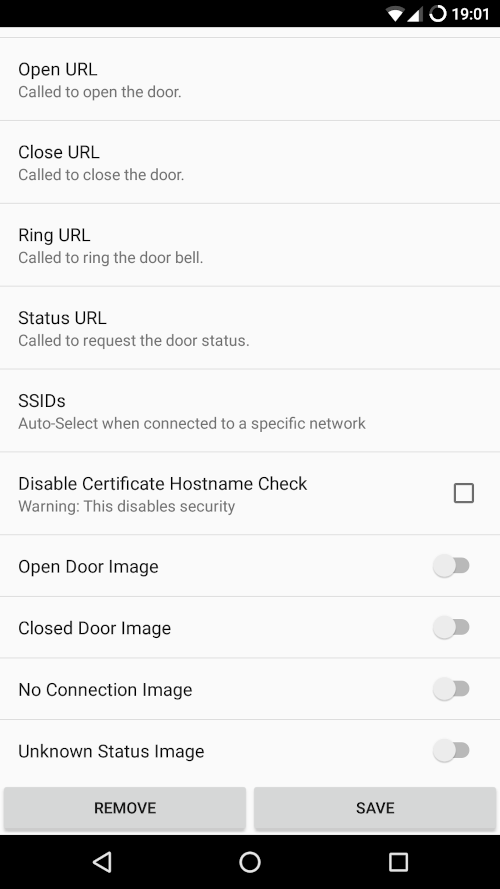 19:01
Open URL
Called to open the door.
Close URL
Called to close the door.
Ring URL
Called to ring the door bell.
Status URL
Called to request the door status.
SSIDs
Auto-Select when connected to a specific network
Disable Certificate Hostname Check
Warning: This disables security
Open Door Image
Closed Door Image
No Connection Image
Unknown Status Image
REMOVE
SAVE